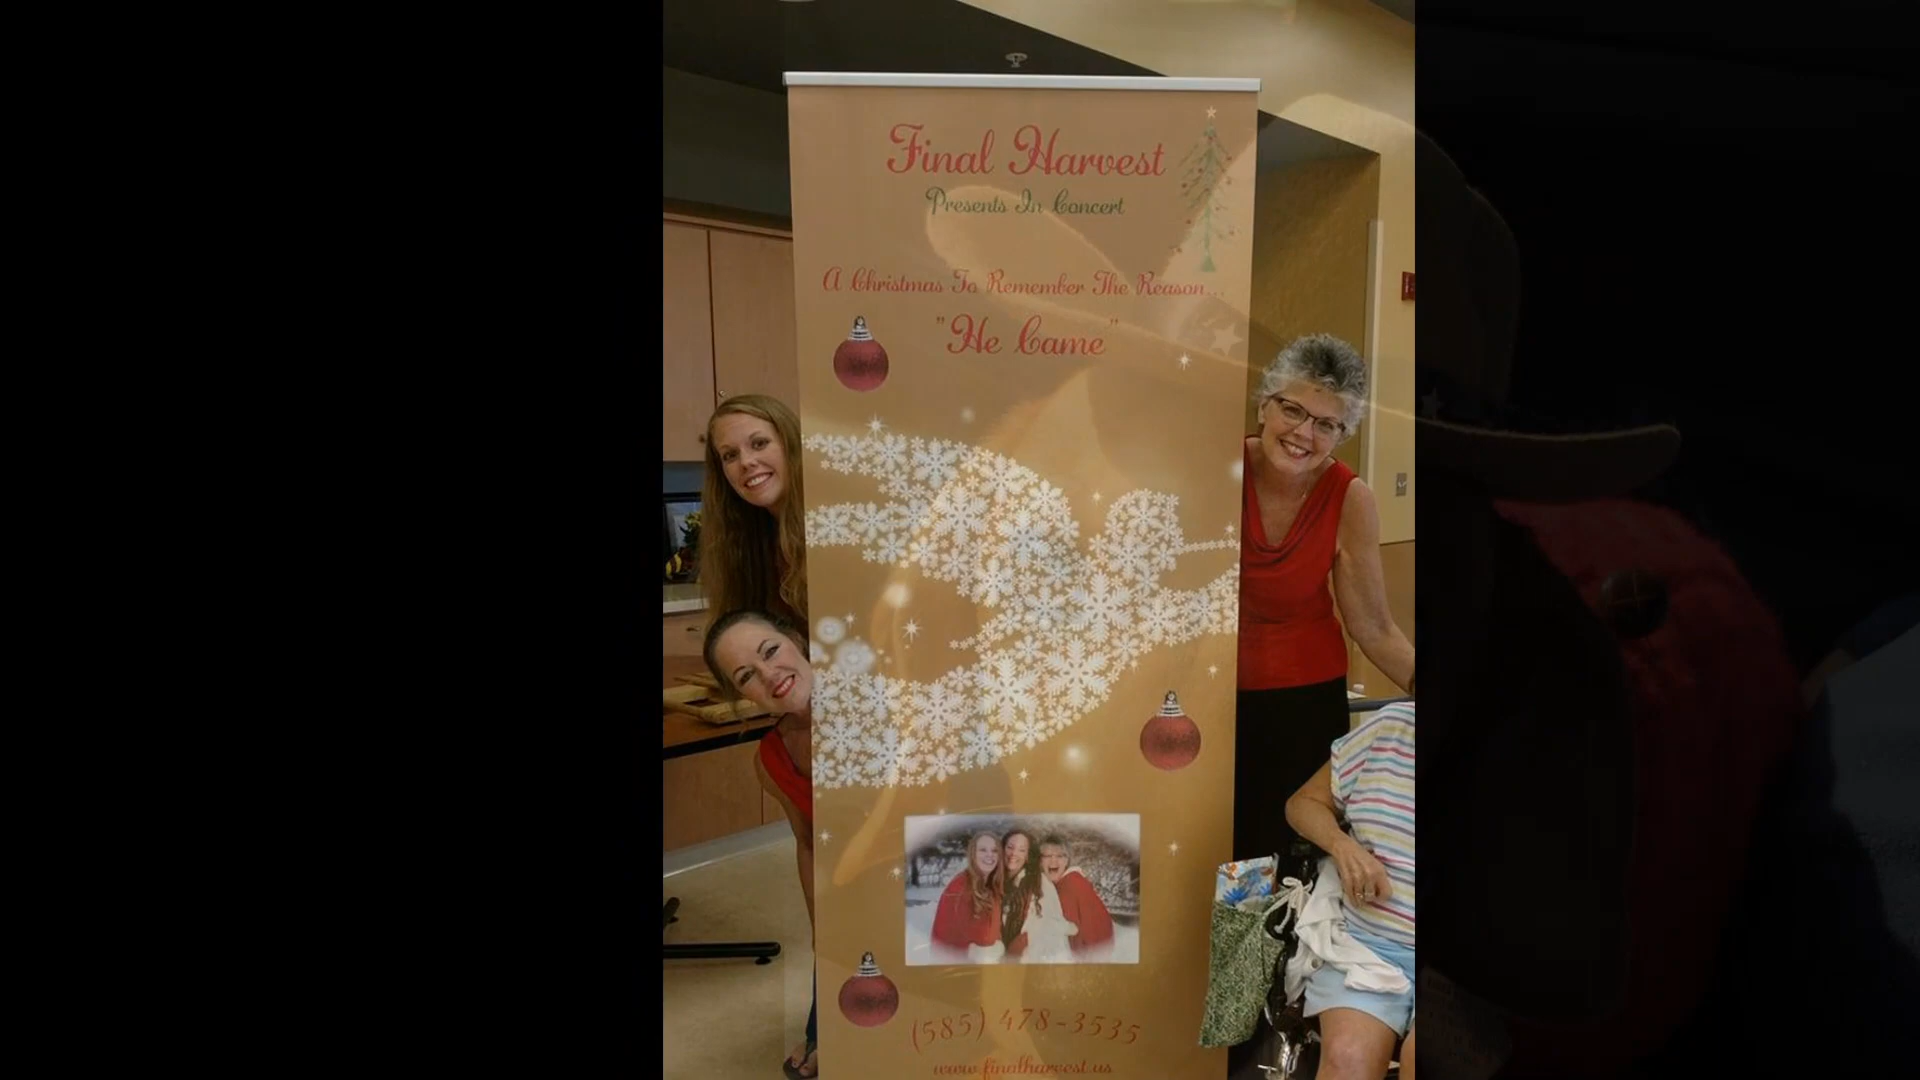 Final Harvest
Presents In Concert
A Christmas To Remember The Reason...
"He Came"
(585) 478-3535
www.finalharvest.us